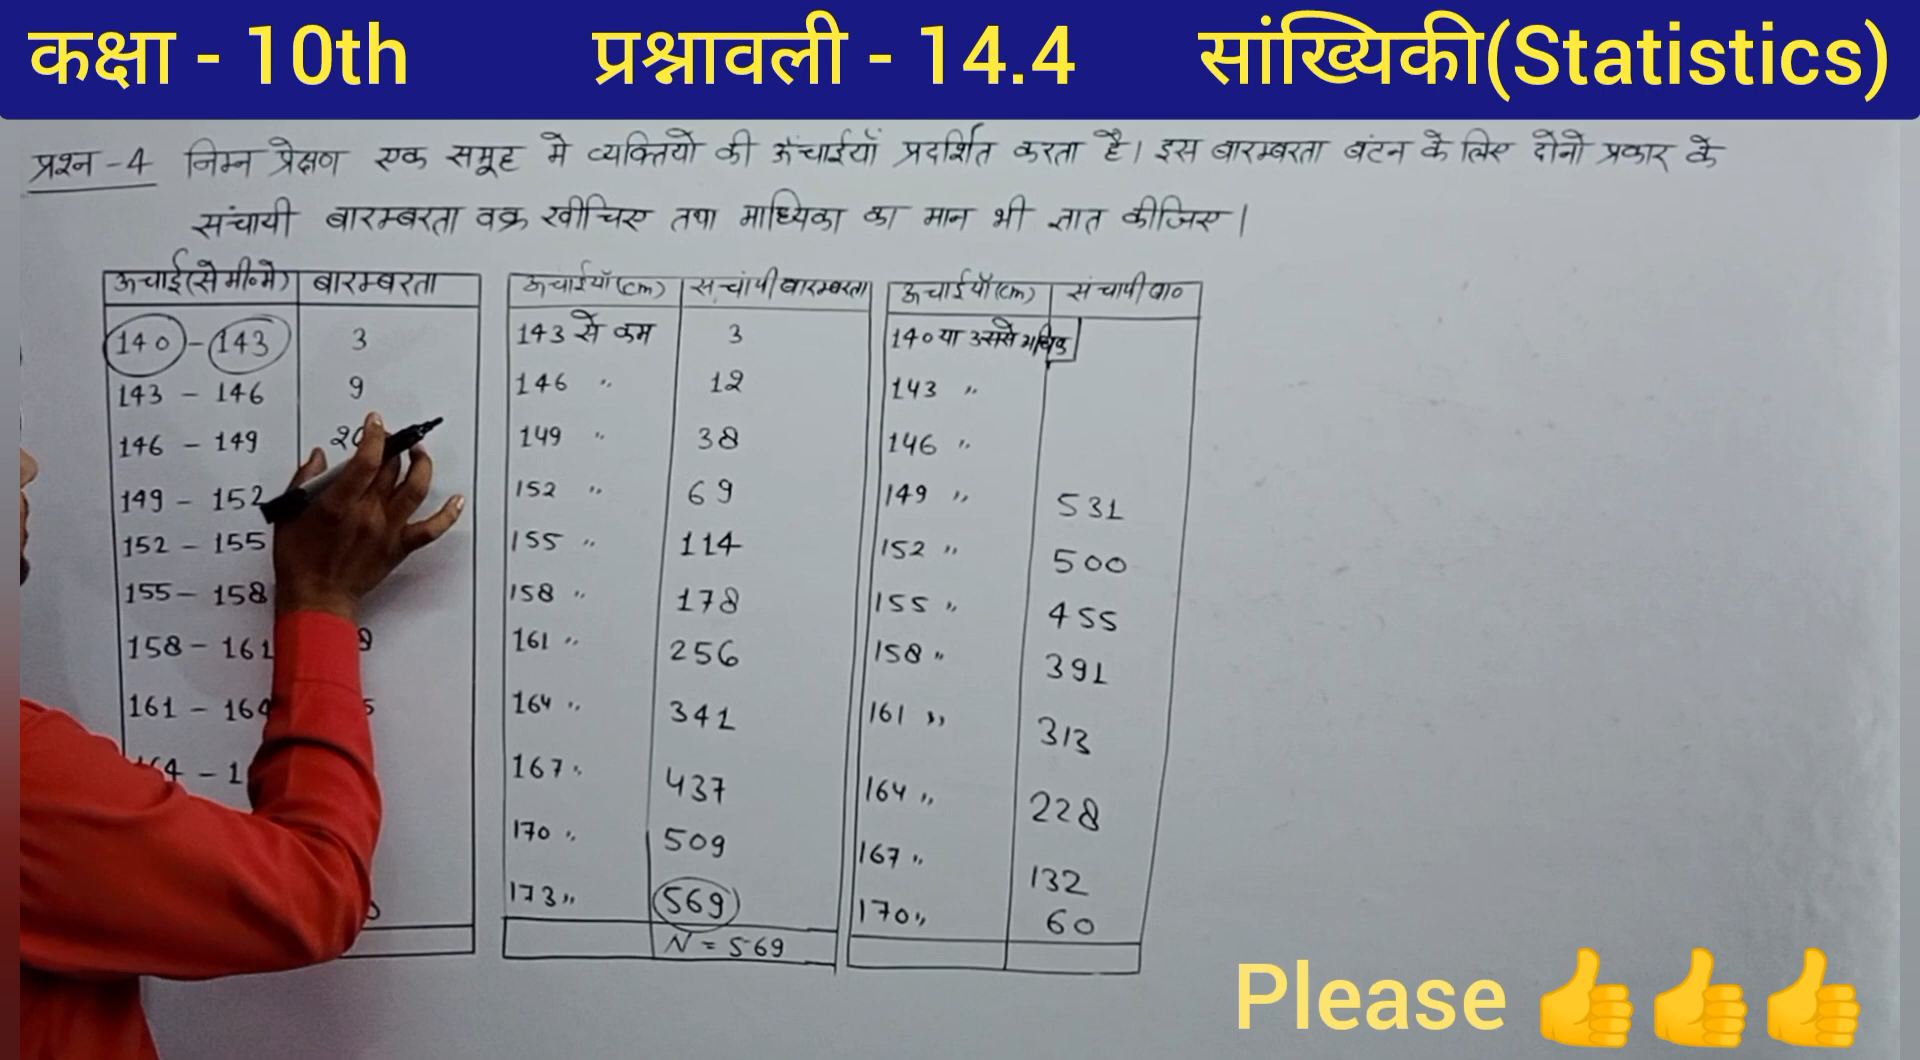 कक्षा - 10th प्रश्नावली - 14.4 सांख्यिकी(Statistics)
प्रश्न -4 निम्न प्रेक्षण एक समूह मे व्यक्तियो की ऊँचाईयाँ प्रदर्शित करता है। इस बारम्बरता बंटन के लिए दोनो प्रकार के
संचायी बारम्बरता वक्र खीचिए तथा माध्यिका का मान भी ज्ञात कीजिए।
ऊचाई(से मी॰मे) बारम्बरता ऊचाईयाँ (cm) संचायी बारम्बरता ऊचाईयाँ (cm) संचायी बा०
140 - 143 3 143 से कम 3 140 या उससे अधिक
143 - 146 9 146 " 12 143 "
146 - 149 149 " 38 146 "
149 - 152 152 " 69 149 " 531
152 - 155 155 " 114 152 " 500
155 - 158 158 " 178 155 " 455
158 - 161 161 " 256 158 " 391
161 - 164 164 " 341 161 " 313
167 " 437 164 " 228
170 " 509 167 " 132
173 " 569 170 " 60
N = 569
Please 👍👍👍